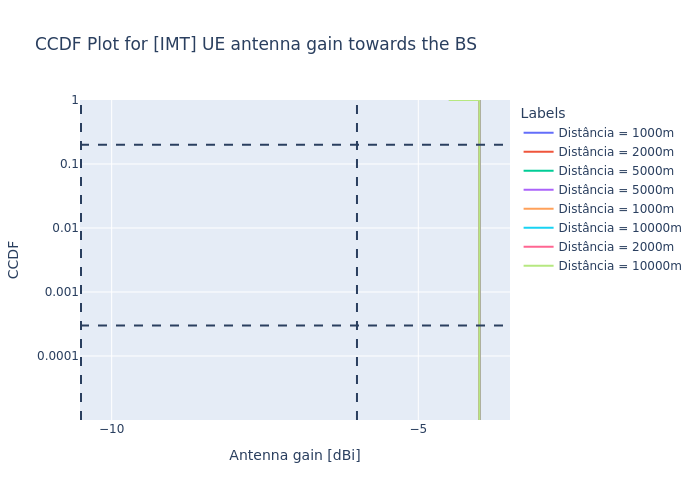 CCDF Plot for [IMT] UE antenna gain towards the BS
Labels
Distância = 1000m
Distância = 2000m
Distância = 5000m
Distância = 5000m
Distância = 1000m
Distância = 10000m
Distância = 2000m
Distância = 10000m
CCDF
1
0.1
0.01
0.001
0.0001
−10
−5
Antenna gain [dBi]